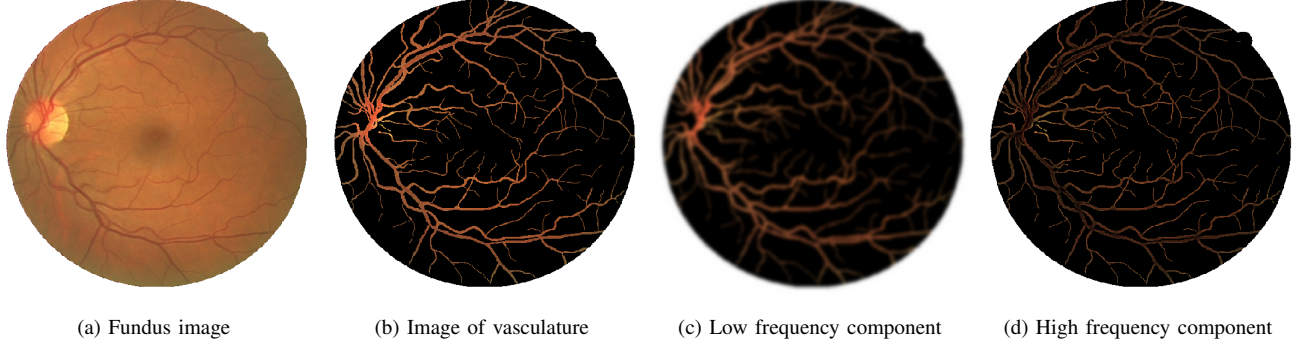 (a) Fundus image
(b) Image of vasculature
(c) Low frequency component
(d) High frequency component